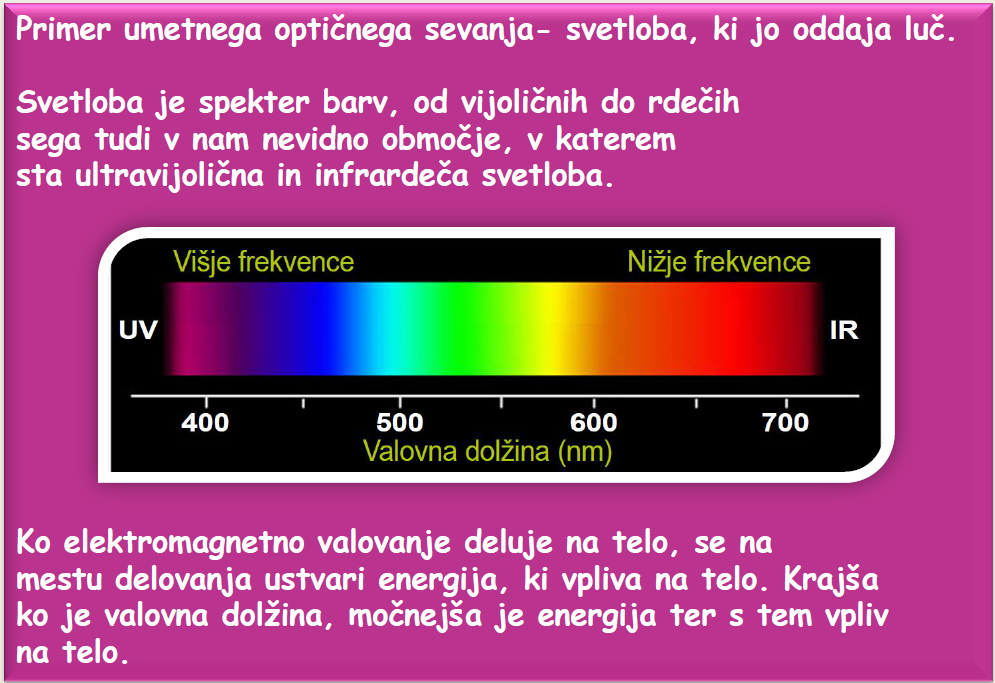 Primer umetnega optičnega sevanja- svetloba, ki jo oddaja luč.
Svetloba je spekter barv, od vijoličnih do rdečih
sega tudi v nam nevidno območje, v katerem
sta ultravijolična in infrardeča svetloba.
Višje frekvence Nižje frekvence
UV IR
400 500 600 700
Valovna dolžina (nm)
Ko elektromagnetno valovanje deluje na telo, se na
mestu delovanja ustvari energija, ki vpliva na telo. Krajša
ko je valovna dolžina, močnejša je energija ter s tem vpliv
na telo.